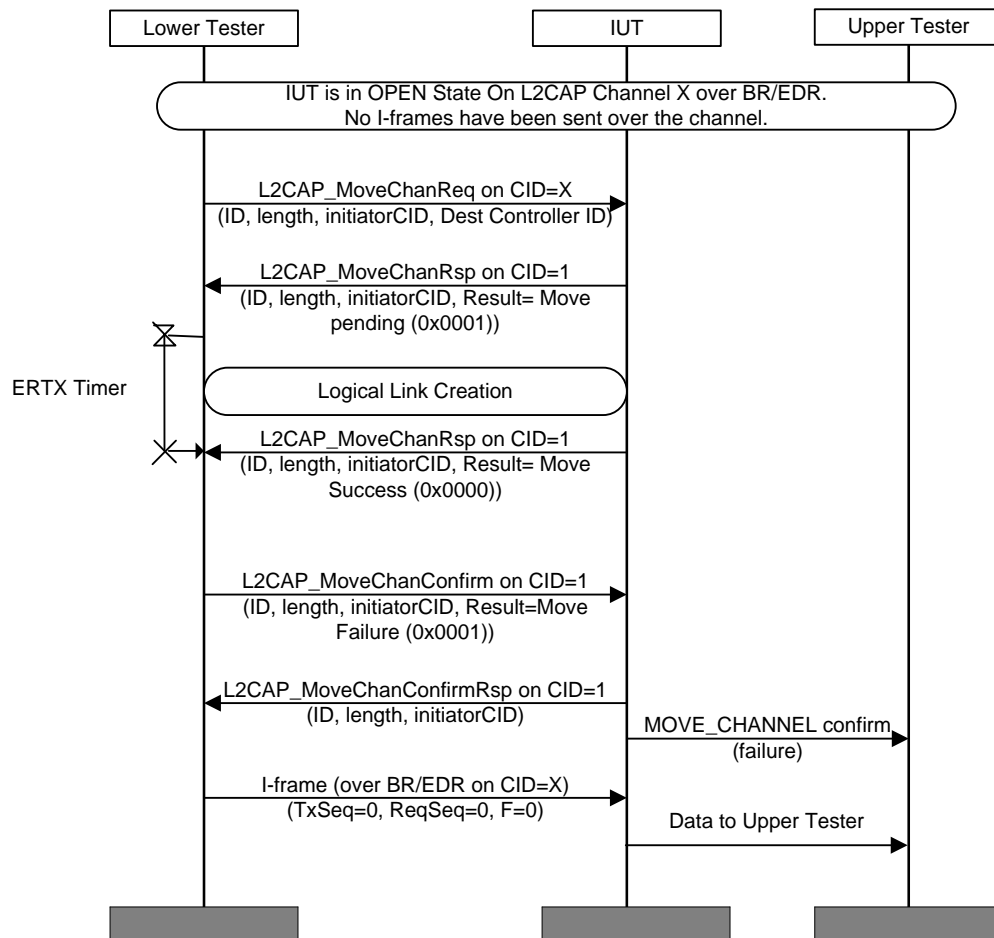 Lower Tester
IUT
Upper Tester
IUT is in OPEN State On L2CAP Channel X over BR/EDR.
No I-frames have been sent over the channel.
L2CAP_MoveChanReq on CID=X
(ID, length, initiatorCID, Dest Controller ID)
L2CAP_MoveChanRsp on CID=1
(ID, length, initiatorCID, Result= Move
pending (0x0001))
ERTX Timer
Logical Link Creation
L2CAP_MoveChanRsp on CID=1
(ID, length, initiatorCID, Result= Move
Success (0x0000))
L2CAP_MoveChanConfirm on CID=1
(ID, length, initiatorCID, Result=Move
Failure (0x0001))
L2CAP_MoveChanConfirmRsp on CID=1
(ID, length, initiatorCID)
MOVE_CHANNEL confirm
(failure)
I-frame (over BR/EDR on CID=X)
(TxSeq=0, ReqSeq=0, F=0)
Data to Upper Tester